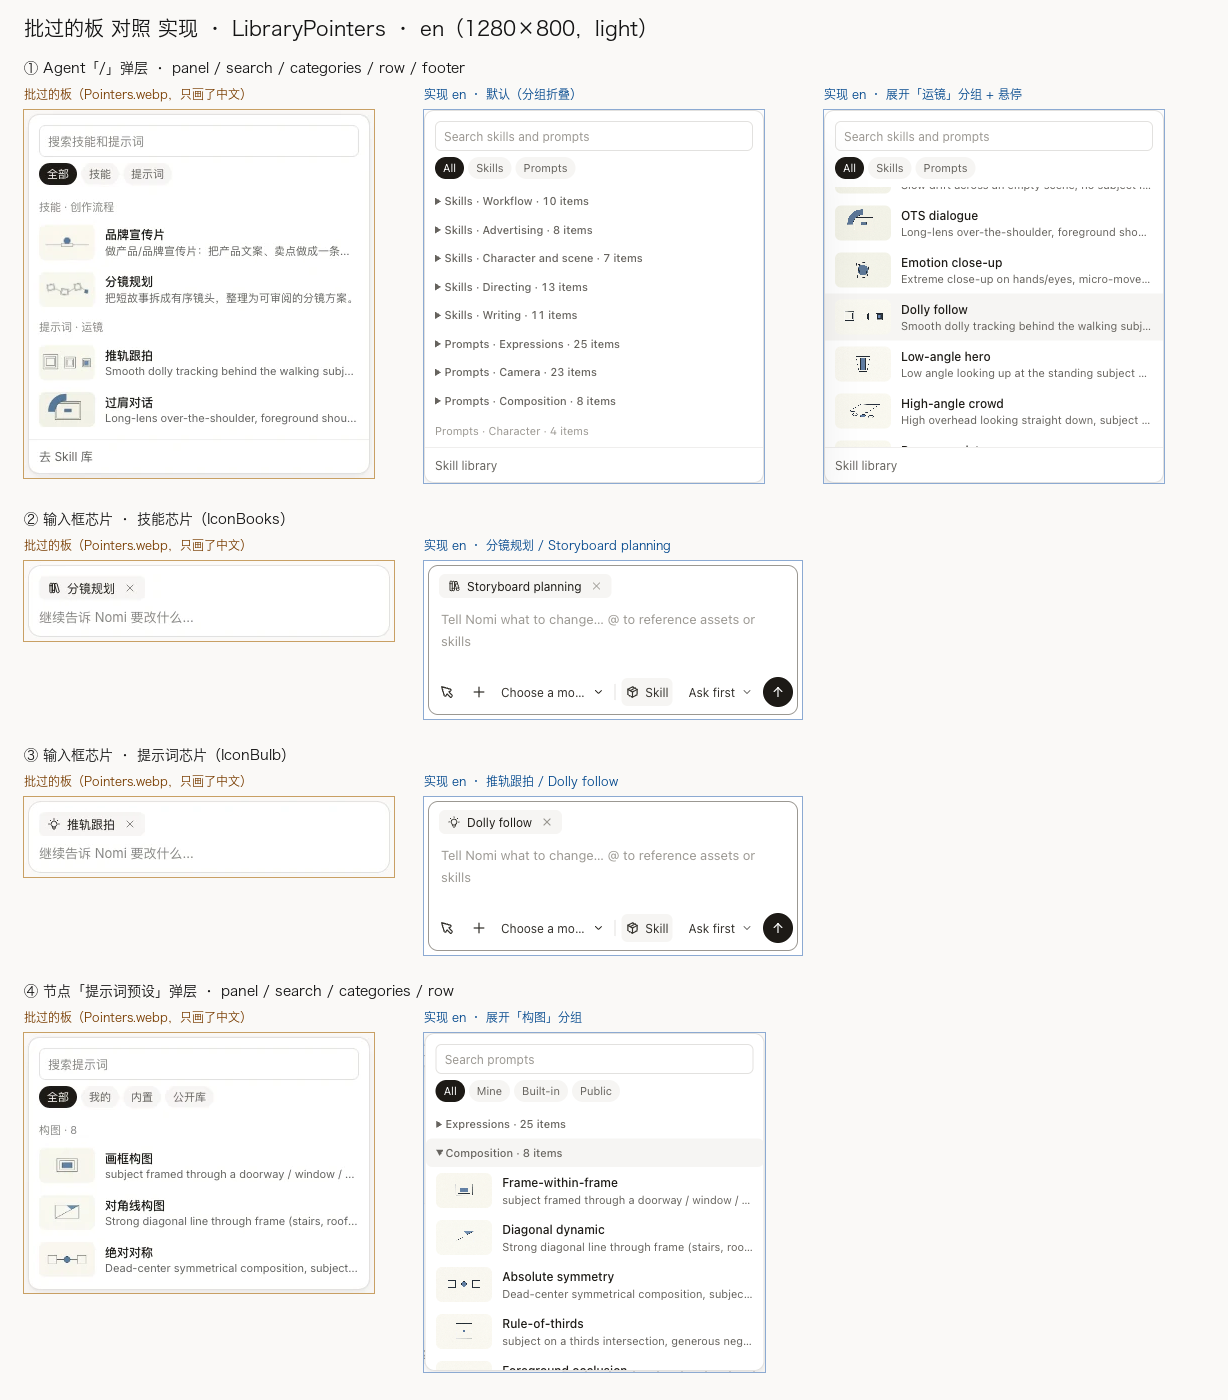 批过的板 对照 实现 · LibraryPointers · en（1280×800，light）
① Agent「/」弹层 · panel / search / categories / row / footer
批过的板（Pointers.webp，只画了中文）
搜索技能和提示词
全部 技能 提示词
技能 · 创作流程
品牌宣传片
做产品/品牌宣传片：把产品文案、卖点做成一条...
分镜规划
把短故事拆成有序镜头，整理为可审阅的分镜方案。
提示词 · 运镜
推轨跟拍
Smooth dolly tracking behind the walking subj...
过肩对话
Long-lens over-the-shoulder, foreground shou...
去 Skill 库
实现 en · 默认（分组折叠）
Search skills and prompts
All Skills Prompts
Skills · Workflow · 10 items
Skills · Advertising · 8 items
Skills · Character and scene · 7 items
Skills · Directing · 13 items
Skills · Writing · 11 items
Prompts · Expressions · 25 items
Prompts · Camera · 23 items
Prompts · Composition · 8 items
Prompts · Character · 4 items
Skill library
实现 en · 展开「运镜」分组 + 悬停
Search skills and prompts
All Skills Prompts
Slow drift across an empty scene, no subject i...
OTS dialogue
Long-lens over-the-shoulder, foreground sho...
Emotion close-up
Extreme close-up on hands/eyes, micro-move...
Dolly follow
Smooth dolly tracking behind the walking subj...
Low-angle hero
Low angle looking up at the standing subject ...
High-angle crowd
High overhead looking straight down, subject ...
Skill library
② 输入框芯片 · 技能芯片（IconBooks）
批过的板（Pointers.webp，只画了中文）
分镜规划 ×
继续告诉 Nomi 要改什么...
实现 en · 分镜规划 / Storyboard planning
Storyboard planning ×
Tell Nomi what to change... @ to reference assets or
skills
Choose a mo... Skill Ask first
③ 输入框芯片 · 提示词芯片（IconBulb）
批过的板（Pointers.webp，只画了中文）
推轨跟拍 ×
继续告诉 Nomi 要改什么...
实现 en · 推轨跟拍 / Dolly follow
Dolly follow ×
Tell Nomi what to change... @ to reference assets or
skills
Choose a mo... Skill Ask first
④ 节点「提示词预设」弹层 · panel / search / categories / row
批过的板（Pointers.webp，只画了中文）
搜索提示词
全部 我的 内置 公开库
构图 · 8
画框构图
subject framed through a doorway / window / ...
对角线构图
Strong diagonal line through frame (stairs, roof...
绝对对称
Dead-center symmetrical composition, subject...
实现 en · 展开「构图」分组
Search prompts
All Mine Built-in Public
Expressions · 25 items
Composition · 8 items
Frame-within-frame
subject framed through a doorway / window / ...
Diagonal dynamic
Strong diagonal line through frame (stairs, roo...
Absolute symmetry
Dead-center symmetrical composition, subjec...
Rule-of-thirds
subject on a thirds intersection, generous neg...
Foreground occlusion